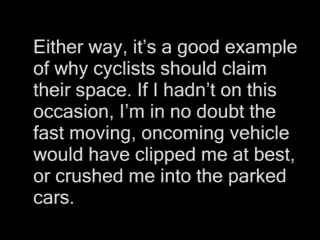 Either way, it's a good example
of why cyclists should claim
their space. If I hadn't on this
occasion, I'm in no doubt the
fast moving, oncoming vehicle
would have clipped me at best,
or crushed me into the parked
cars.